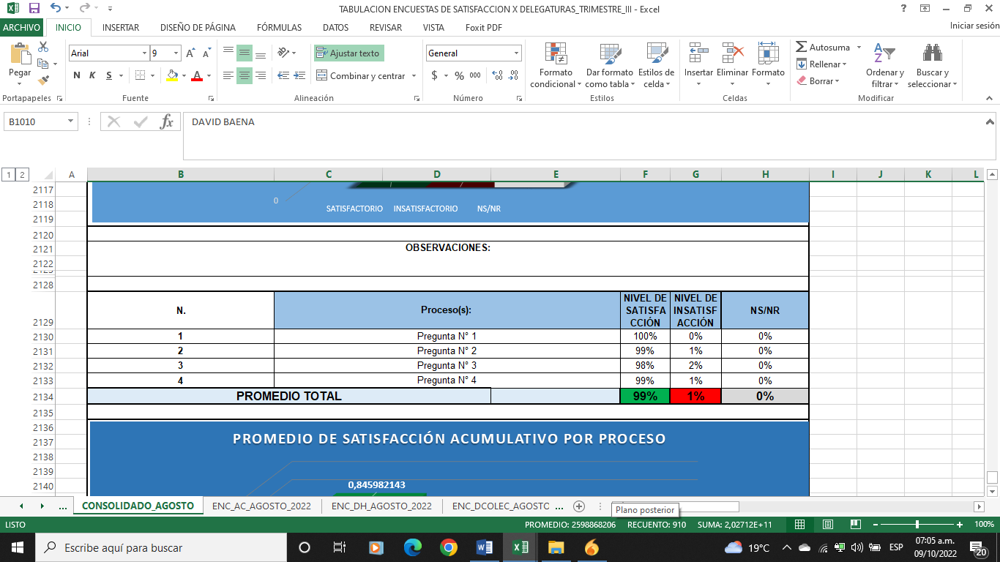 TABULACION ENCUESTAS DE SATISFACCION X DELEGATURAS_TRIMESTRE_III - Excel
ARCHIVO INICIO INSERTAR DISEÑO DE PÁGINA FÓRMULAS DATOS REVISAR VISTA Foxit PDF Iniciar sesión
Arial 9 Ajustar texto General Autosuma
Pegar N K S Combinar y centrar $ % 000 Formato condicional Dar formato como tabla Estilos de celda Insertar Eliminar Formato Rellenar Borrar Ordenar y filtrar Buscar y seleccionar
Portapapeles Fuente Alineación Número Estilos Celdas Modificar
B1010 fx DAVID BAENA
1 2 A B C D E F G H I J K L
2117
2118 0
SATISFACTORIO INSATISFACTORIO NS/NR
2119
2120
2121 OBSERVACIONES:
2122
2128
2129 N. Proceso(s): NIVEL DE SATISFACCIÓN NIVEL DE INSATISFACCIÓN NS/NR
2130 1 Pregunta N° 1 100% 0% 0%
2131 2 Pregunta N° 2 99% 1% 0%
2132 3 Pregunta N° 3 98% 2% 0%
2133 4 Pregunta N° 4 99% 1% 0%
2134 PROMEDIO TOTAL 99% 1% 0%
2135
2136
2137 PROMEDIO DE SATISFACCIÓN ACUMULATIVO POR PROCESO
2138
2139
2140 0,845982143
... CONSOLIDADO_AGOSTO ENC_AC_AGOSTO_2022 ENC_DH_AGOSTO_2022 ENC_DCOLEC_AGOSTO ...
Plano posterior
LISTO PROMEDIO: 2598868206 RECUENTO: 910 SUMA: 2,02712E+11 100%
Escribe aquí para buscar 19°C ESP 07:05 a.m.
09/10/2022 20